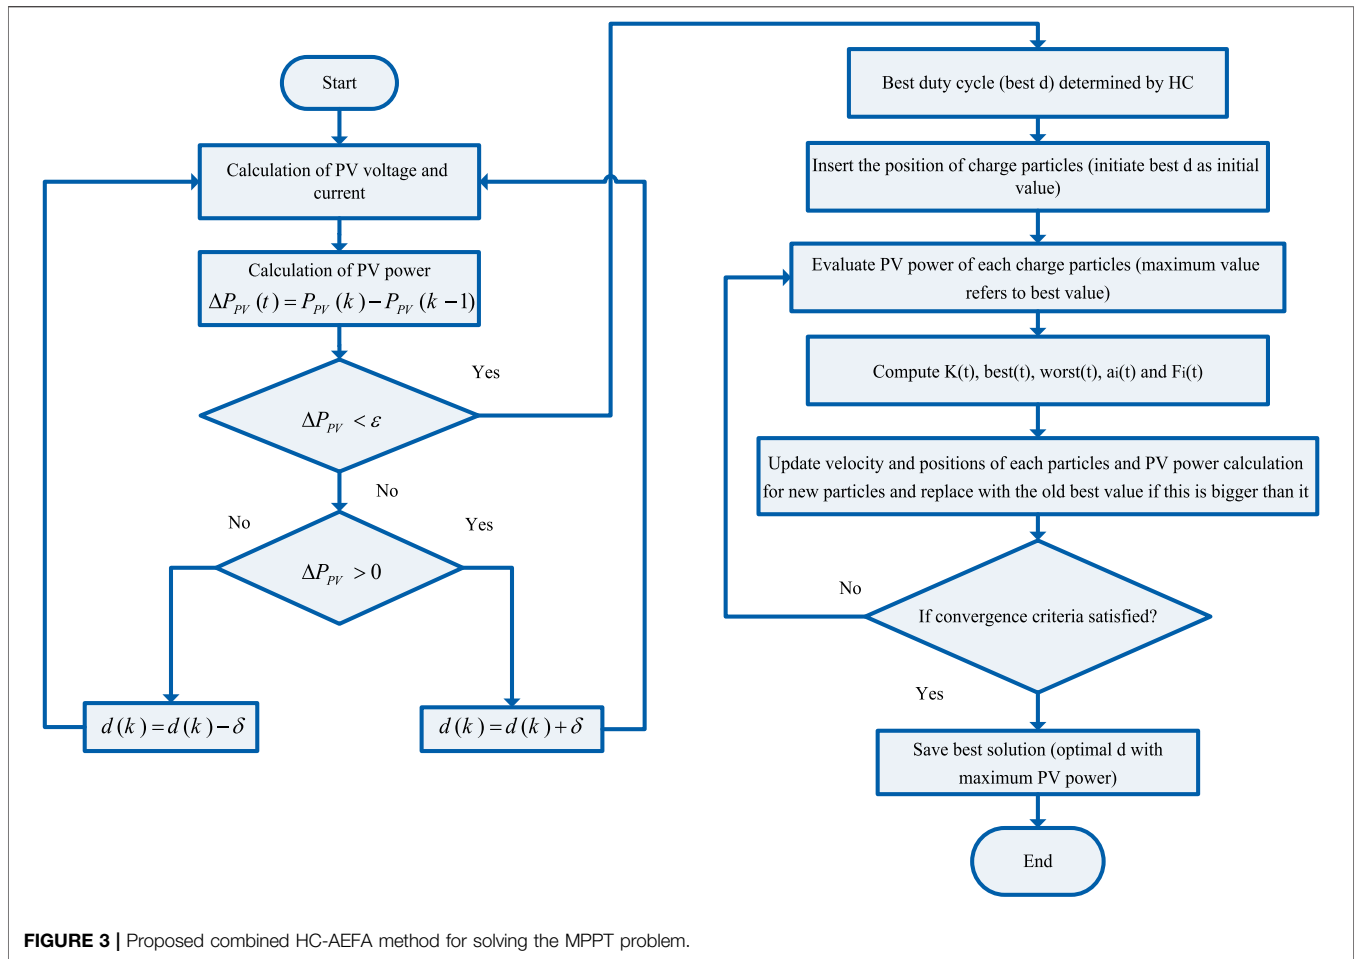 Start
Calculation of PV voltage and
current
Calculation of PV power
ΔP_PV (t) = P_PV (k) − P_PV (k −1)
Yes
ΔP_PV < ε
No
No
Yes
ΔP_PV > 0
d(k) = d(k) − δ
d(k) = d(k) + δ
Best duty cycle (best d) determined by HC
Insert the position of charge particles (initiate best d as initial
value)
Evaluate PV power of each charge particles (maximum value
refers to best value)
Compute K(t), best(t), worst(t), ai(t) and Fi(t)
Update velocity and positions of each particles and PV power calculation
for new particles and replace with the old best value if this is bigger than it
No
If convergence criteria satisfied?
Yes
Save best solution (optimal d with
maximum PV power)
End
FIGURE 3 | Proposed combined HC-AEFA method for solving the MPPT problem.